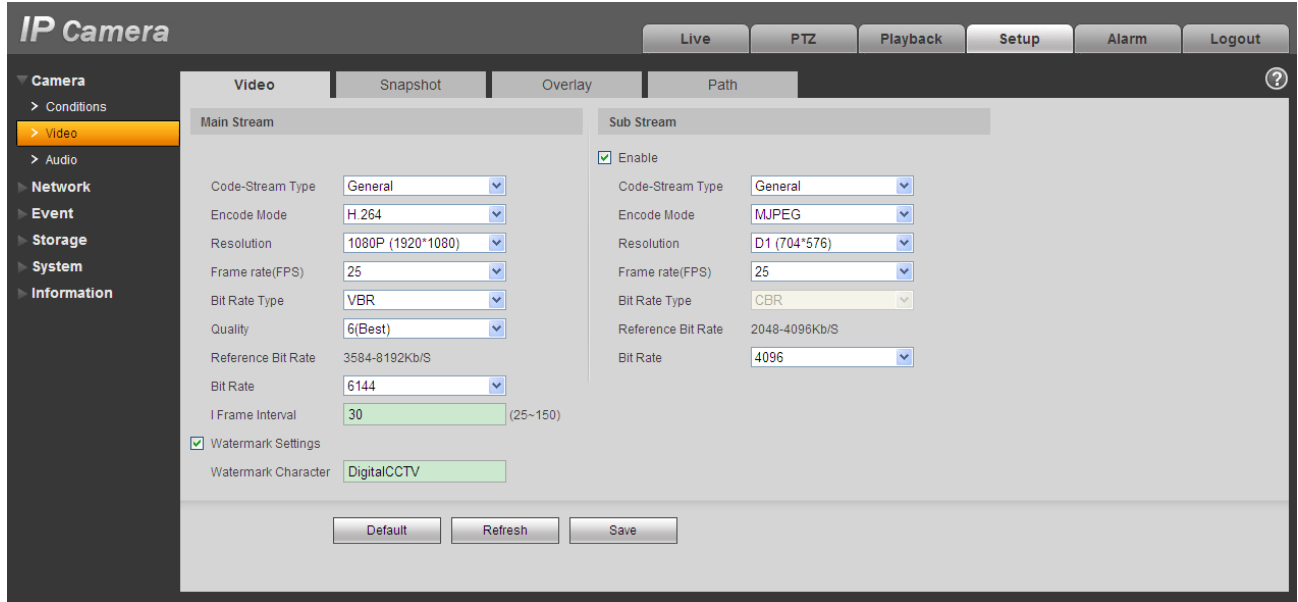 IP Camera
Live PTZ Playback Setup Alarm Logout
Camera
> Conditions
> Video
> Audio
Network
Event
Storage
System
Information
Video Snapshot Overlay Path
?
Main Stream
Code-Stream Type General
Encode Mode H.264
Resolution 1080P (1920*1080)
Frame rate(FPS) 25
Bit Rate Type VBR
Quality 6(Best)
Reference Bit Rate 3584-8192Kb/S
Bit Rate 6144
I Frame Interval 30 (25~150)
Watermark Settings
Watermark Character DigitalCCTV
Sub Stream
Enable
Code-Stream Type General
Encode Mode MJPEG
Resolution D1 (704*576)
Frame rate(FPS) 25
Bit Rate Type CBR
Reference Bit Rate 2048-4096Kb/S
Bit Rate 4096
Default Refresh Save